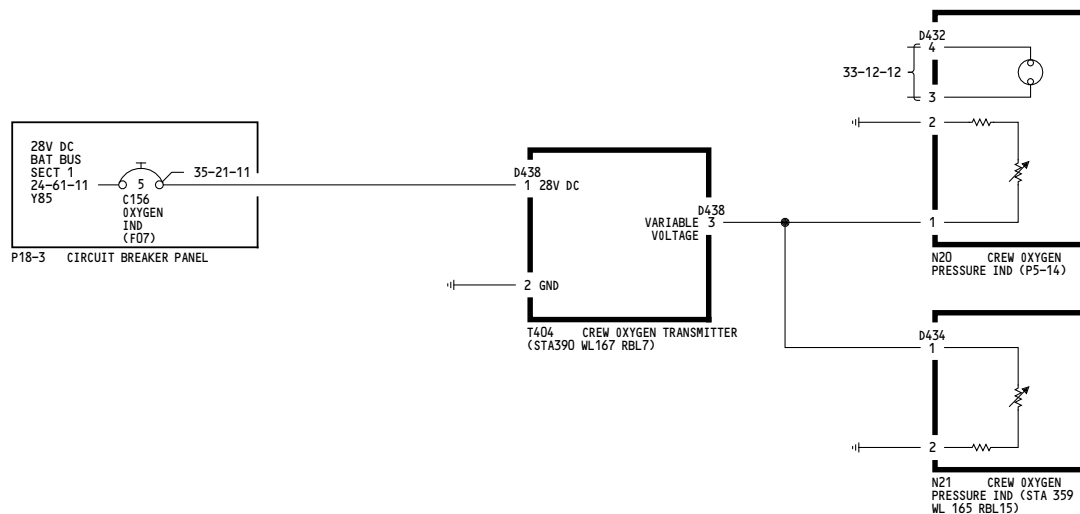 28V DC
BAT BUS
SECT 1
24-61-11
Y85
5
35-21-11
C156
OXYGEN
IND
(F07)
P18-3 CIRCUIT BREAKER PANEL
D438
1 28V DC
2 GND
D438
VARIABLE 3
VOLTAGE
T404 CREW OXYGEN TRANSMITTER
(STA390 WL167 RBL7)
D432
4
33-12-12
3
2
1
N20 CREW OXYGEN
PRESSURE IND (P5-14)
D434
1
2
N21 CREW OXYGEN
PRESSURE IND (STA 359
WL 165 RBL15)